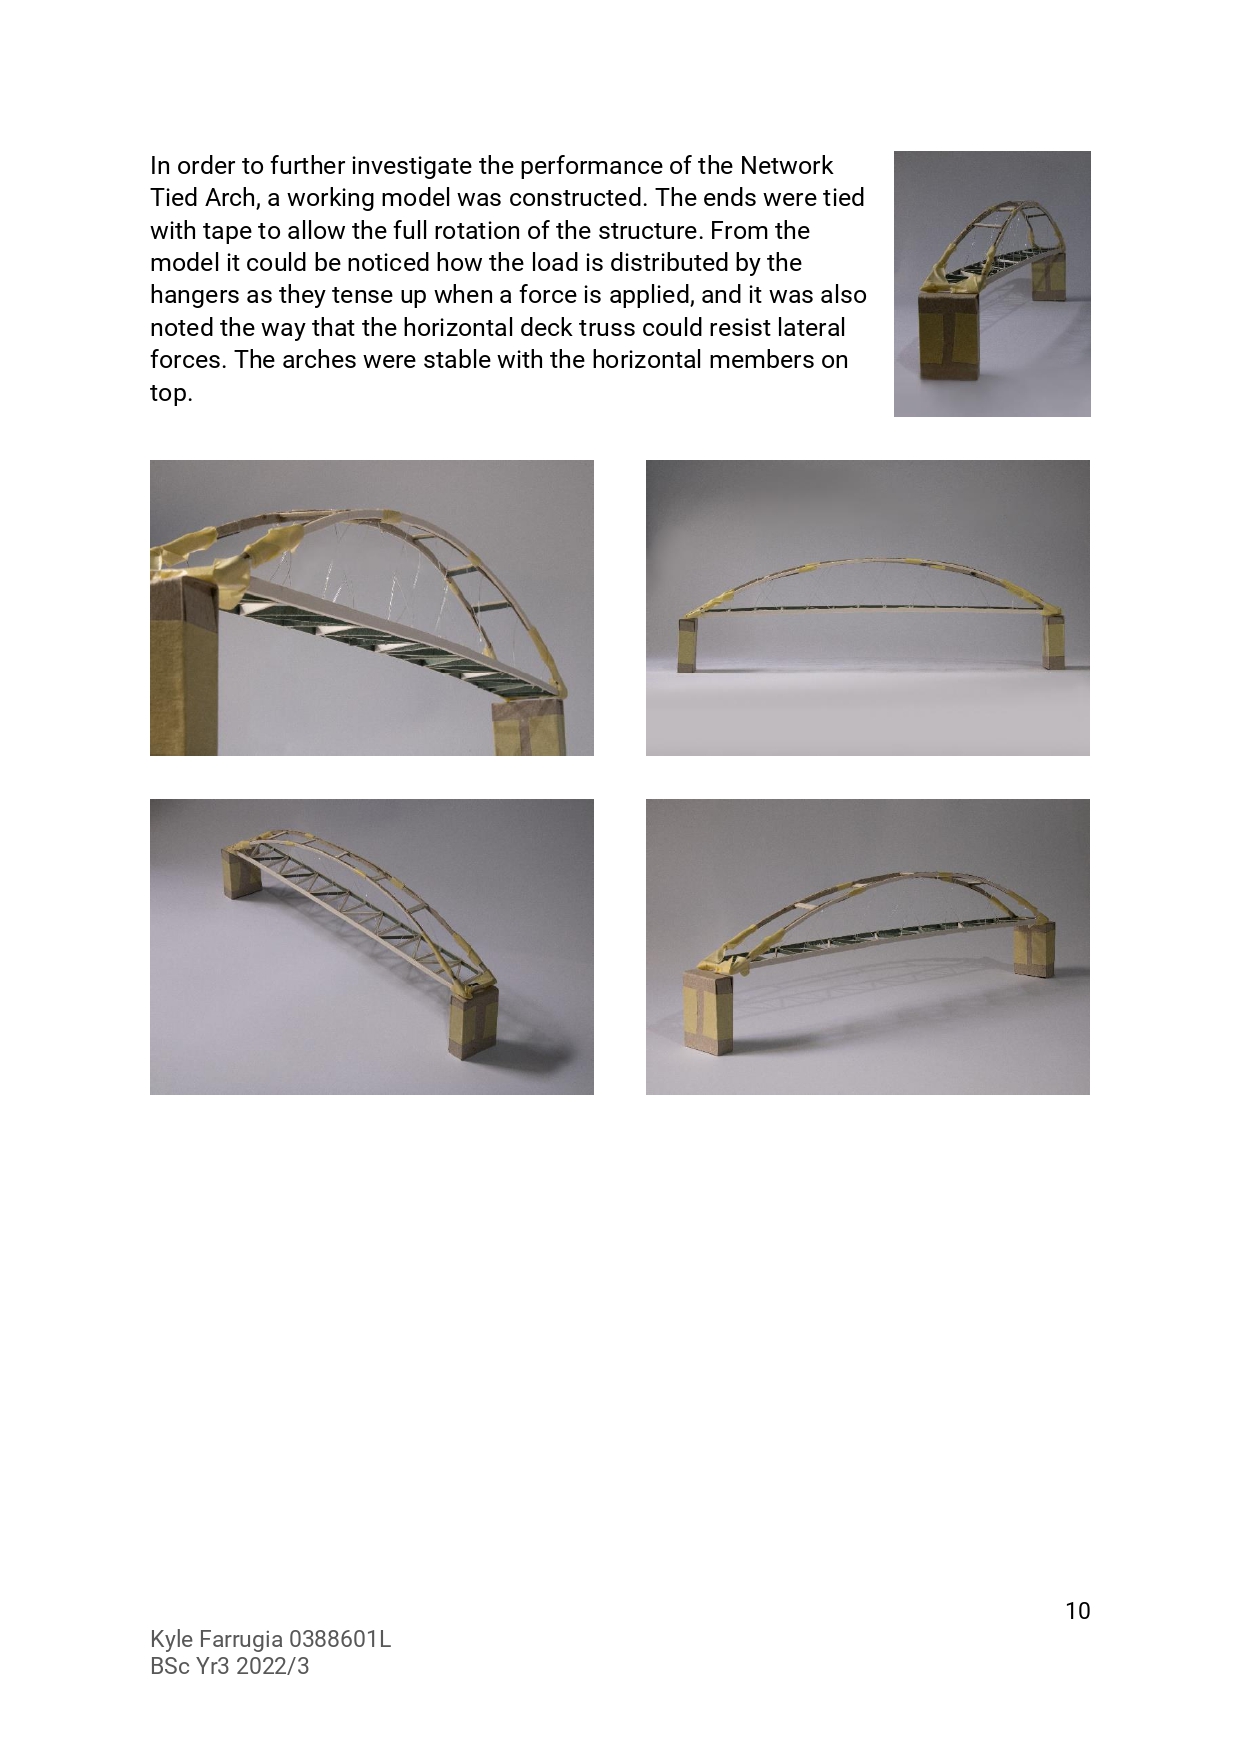 In order to further investigate the performance of the Network
Tied Arch, a working model was constructed. The ends were tied
with tape to allow the full rotation of the structure. From the
model it could be noticed how the load is distributed by the
hangers as they tense up when a force is applied, and it was also
noted the way that the horizontal deck truss could resist lateral
forces. The arches were stable with the horizontal members on
top.
10
Kyle Farrugia 0388601L
BSc Yr3 2022/3